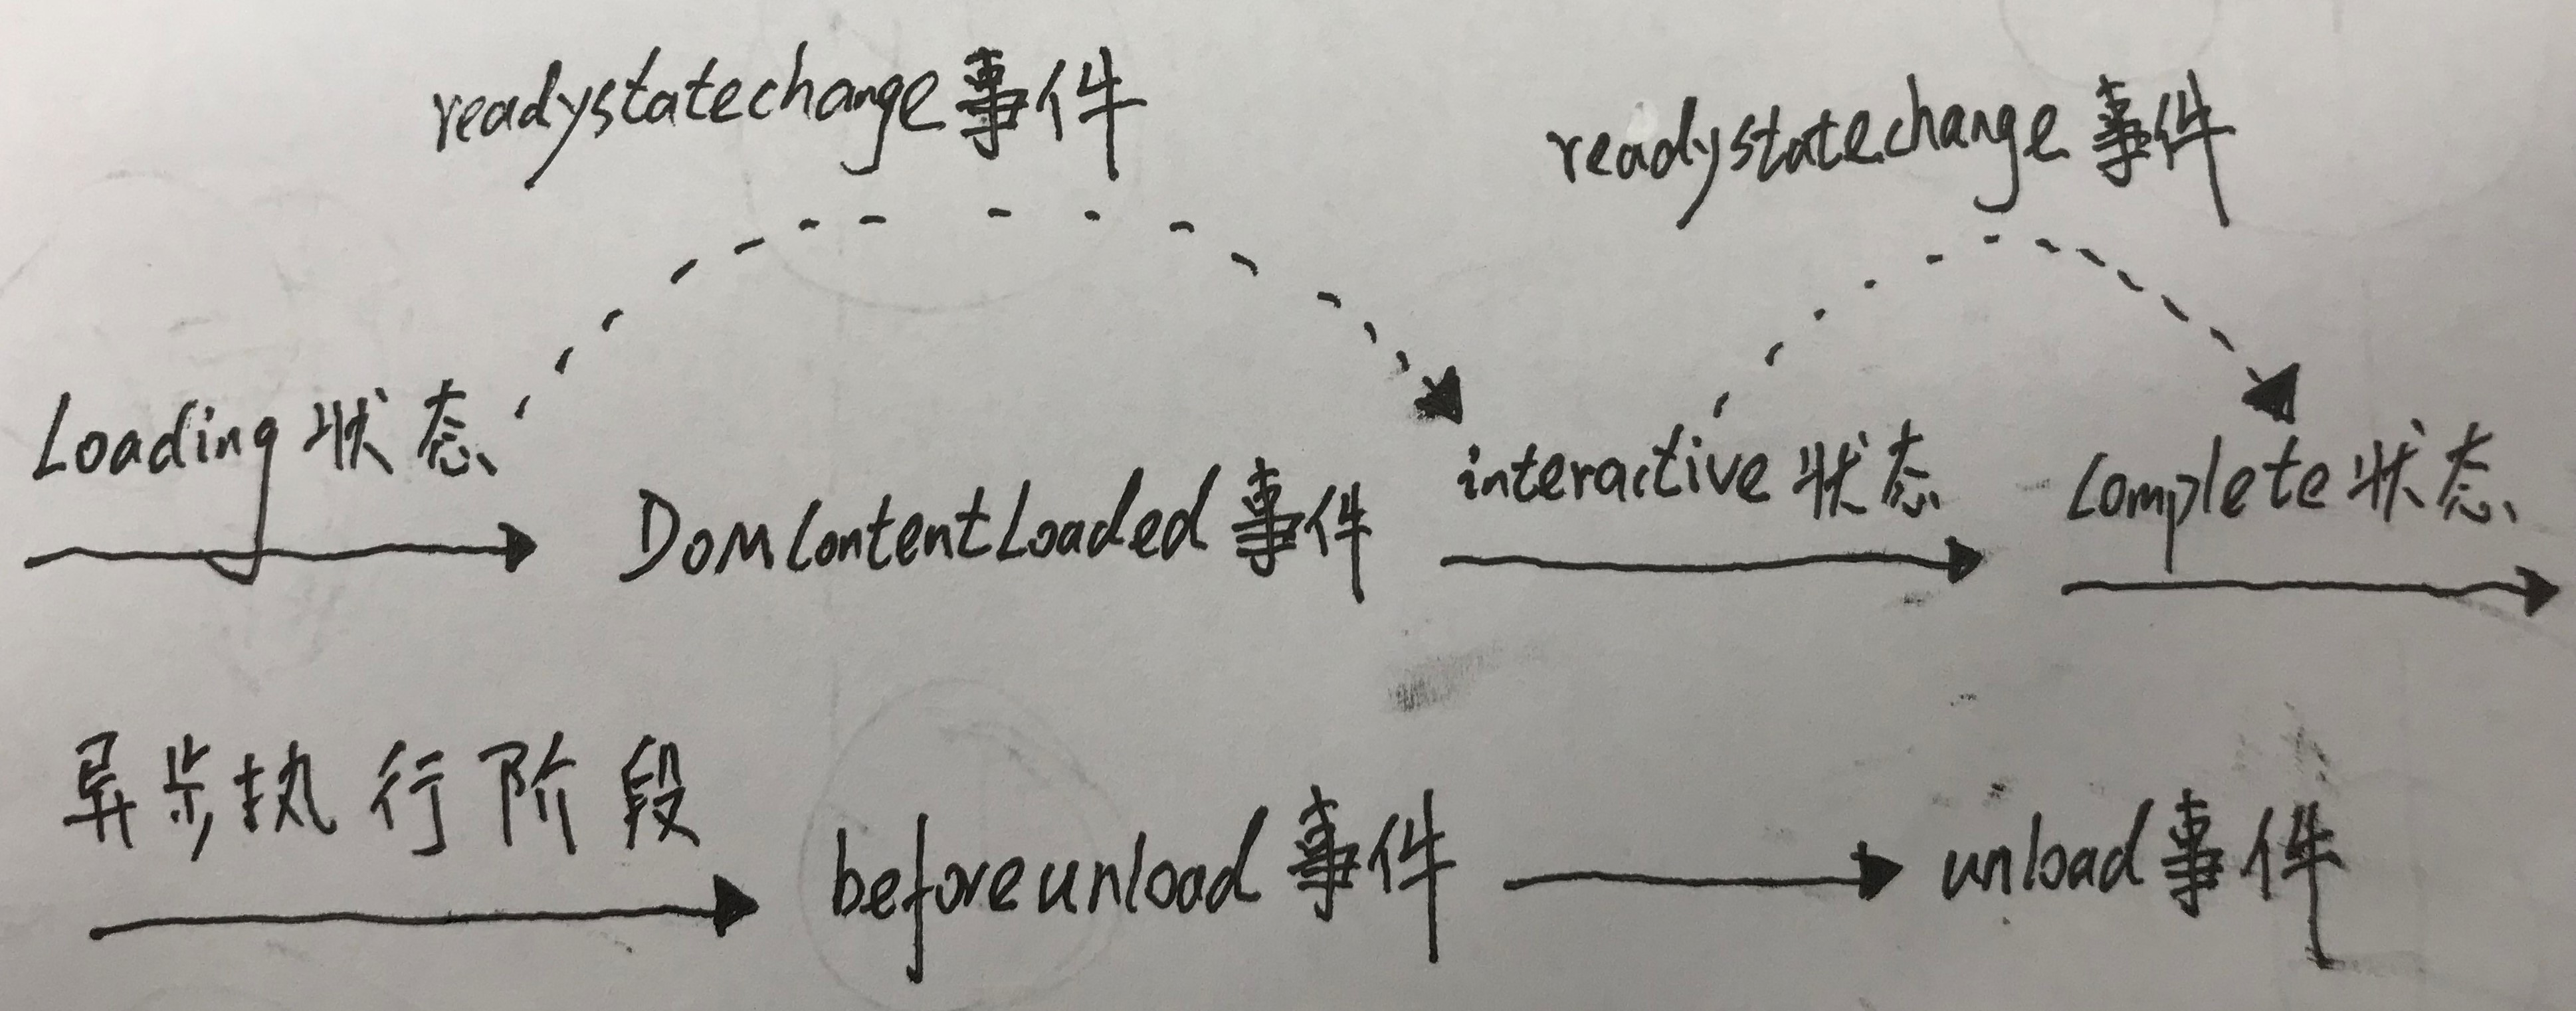 readystatechange事件 readystatechange事件
Loading状态 DOMContentLoaded事件 interactive状态 complete状态
异步执行阶段 beforeunload事件 unload事件